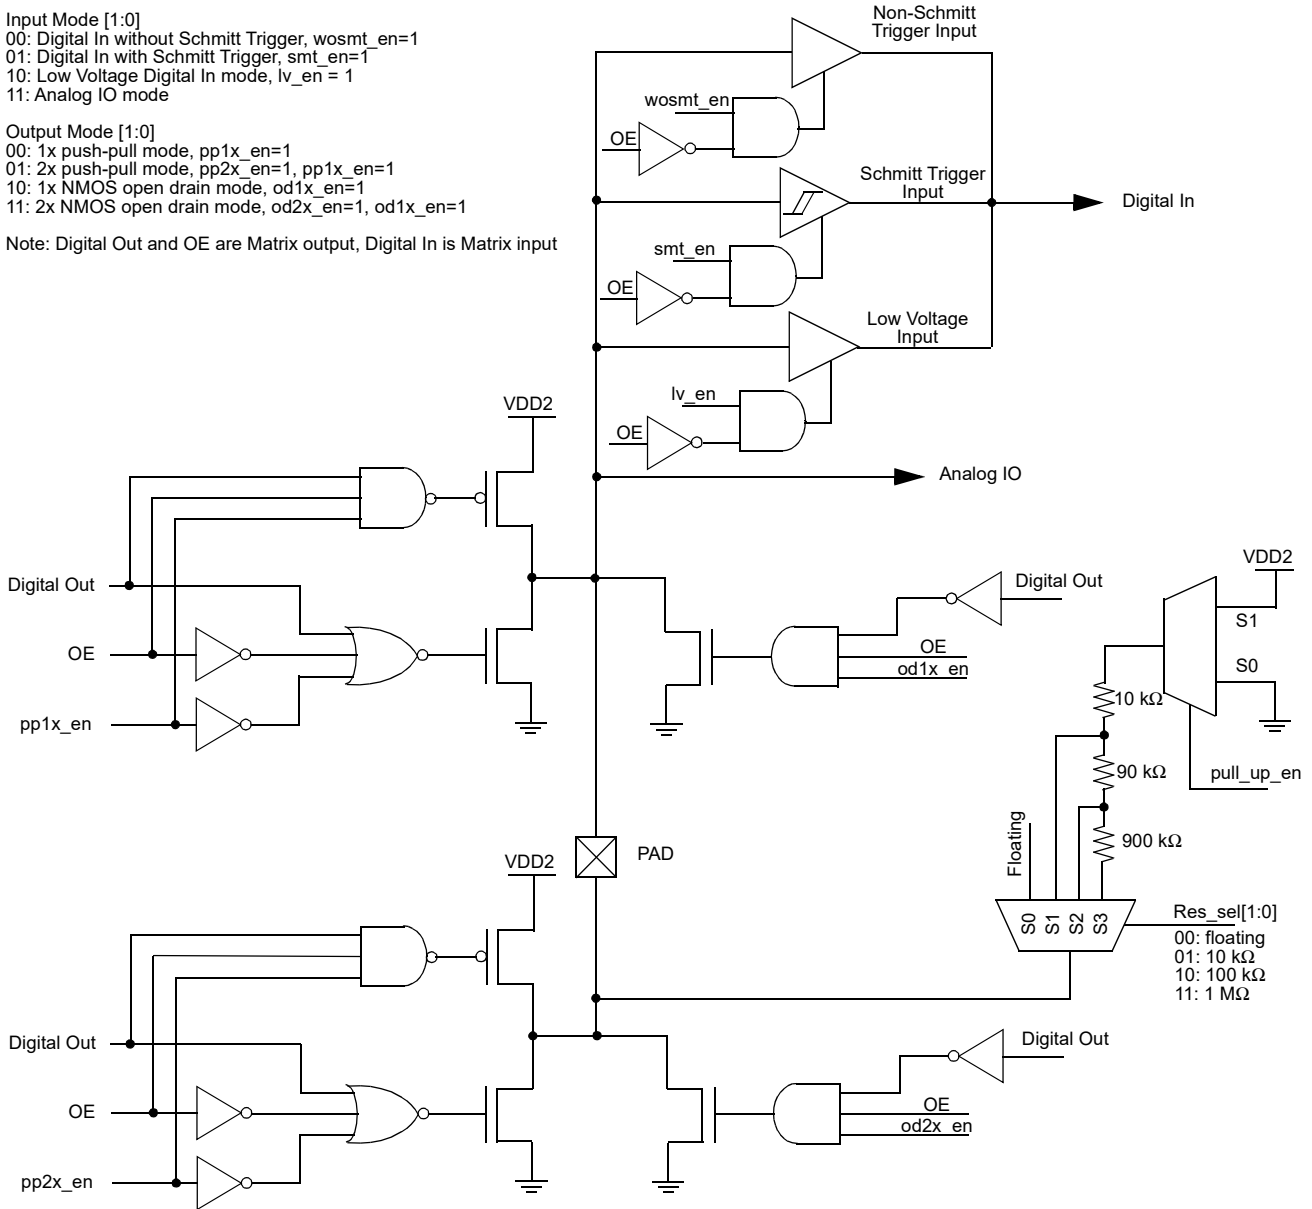 Input Mode [1:0]
00: Digital In without Schmitt Trigger, wosmt_en=1
01: Digital In with Schmitt Trigger, smt_en=1
10: Low Voltage Digital In mode, lv_en = 1
11: Analog IO mode
Output Mode [1:0]
00: 1x push-pull mode, pp1x_en=1
01: 2x push-pull mode, pp2x_en=1, pp1x_en=1
10: 1x NMOS open drain mode, od1x_en=1
11: 2x NMOS open drain mode, od2x_en=1, od1x_en=1
Note: Digital Out and OE are Matrix output, Digital In is Matrix input
Non-Schmitt
Trigger Input
wosmt_en
OE
Schmitt Trigger
Input
Digital In
smt_en
OE
Low Voltage
Input
lv_en
OE
VDD2
Analog IO
Digital Out
OE
pp1x_en
Digital Out
OE
od1x_en
VDD2
S1
S0
10 kΩ
90 kΩ
pull_up_en
900 kΩ
Floating
S0
S1
S2
S3
Res_sel[1:0]
00: floating
01: 10 kΩ
10: 100 kΩ
11: 1 MΩ
PAD
VDD2
Digital Out
OE
pp2x_en
Digital Out
OE
od2x_en